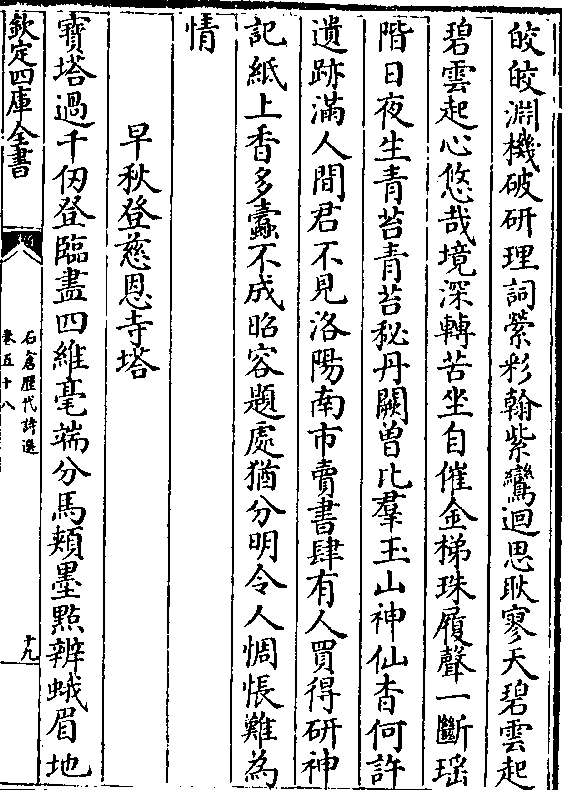 皎皎淵機破研理詞縈彩翰紫鸞迴思耿寥天碧雲起
碧雲起心悠哉境深轉苦坐自催金梯珠履聲一斷瑶
階日夜生青苔青苔秘丹闕曽比羣玉山神仙杳何許
遺跡滿人間君不見洛陽南市賣書肆有人買得研神
記紙上香多蠹不成昭容題處猶分明令人惆悵難為
情
早秋登慈恩寺塔
寳塔過千仞登臨盡四維毫端分馬頰墨㸃辨蛾眉地
欽定四庫全書
石倉歴代詩選
卷五十八
十九